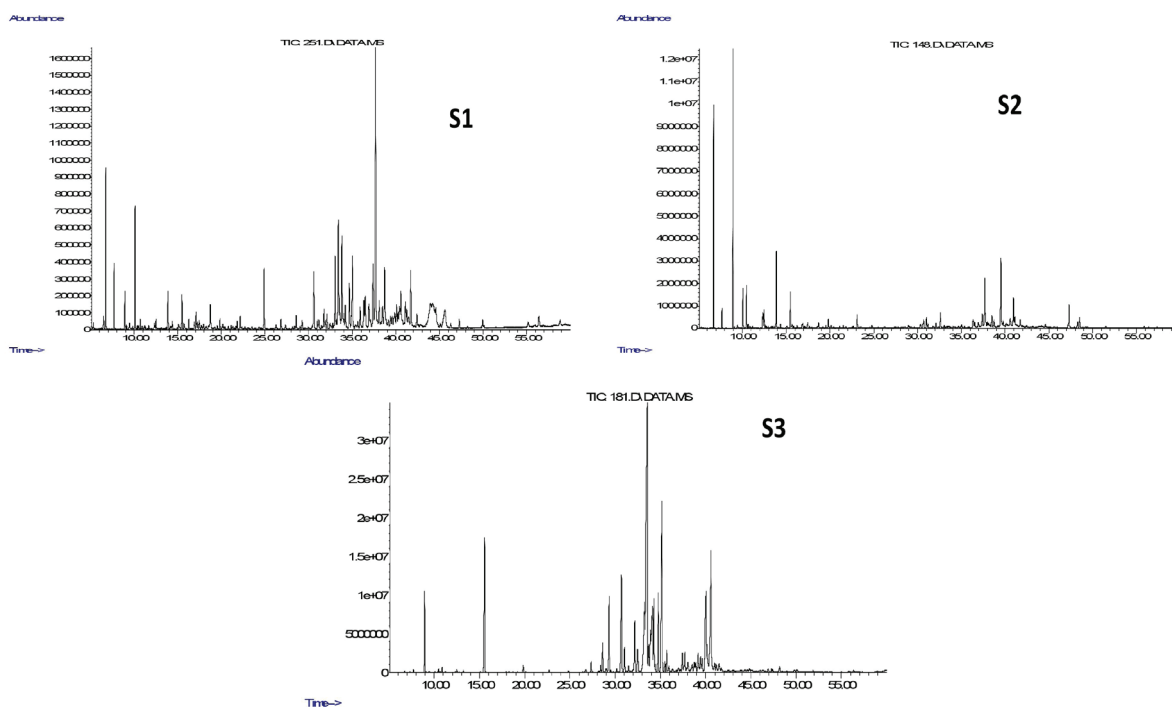 Abundance
TIC: 251.D\DATA.MS
S1
1600000
1500000
1400000
1300000
1200000
1100000
1000000
900000
800000
700000
600000
500000
400000
300000
200000
100000
0
10.00 15.00 20.00 25.00 30.00 35.00 40.00 45.00 50.00 55.00
Time-->
Abundance
TIC: 148.D\DATA.MS
S2
1.2e+07
1.1e+07
1e+07
9000000
8000000
7000000
6000000
5000000
4000000
3000000
2000000
1000000
0
10.00 15.00 20.00 25.00 30.00 35.00 40.00 45.00 50.00 55.00
Time-->
Abundance
TIC: 181.D\DATA.MS
S3
3e+07
2.5e+07
2e+07
1.5e+07
1e+07
5000000
0
10.00 15.00 20.00 25.00 30.00 35.00 40.00 45.00 50.00 55.00
Time-->